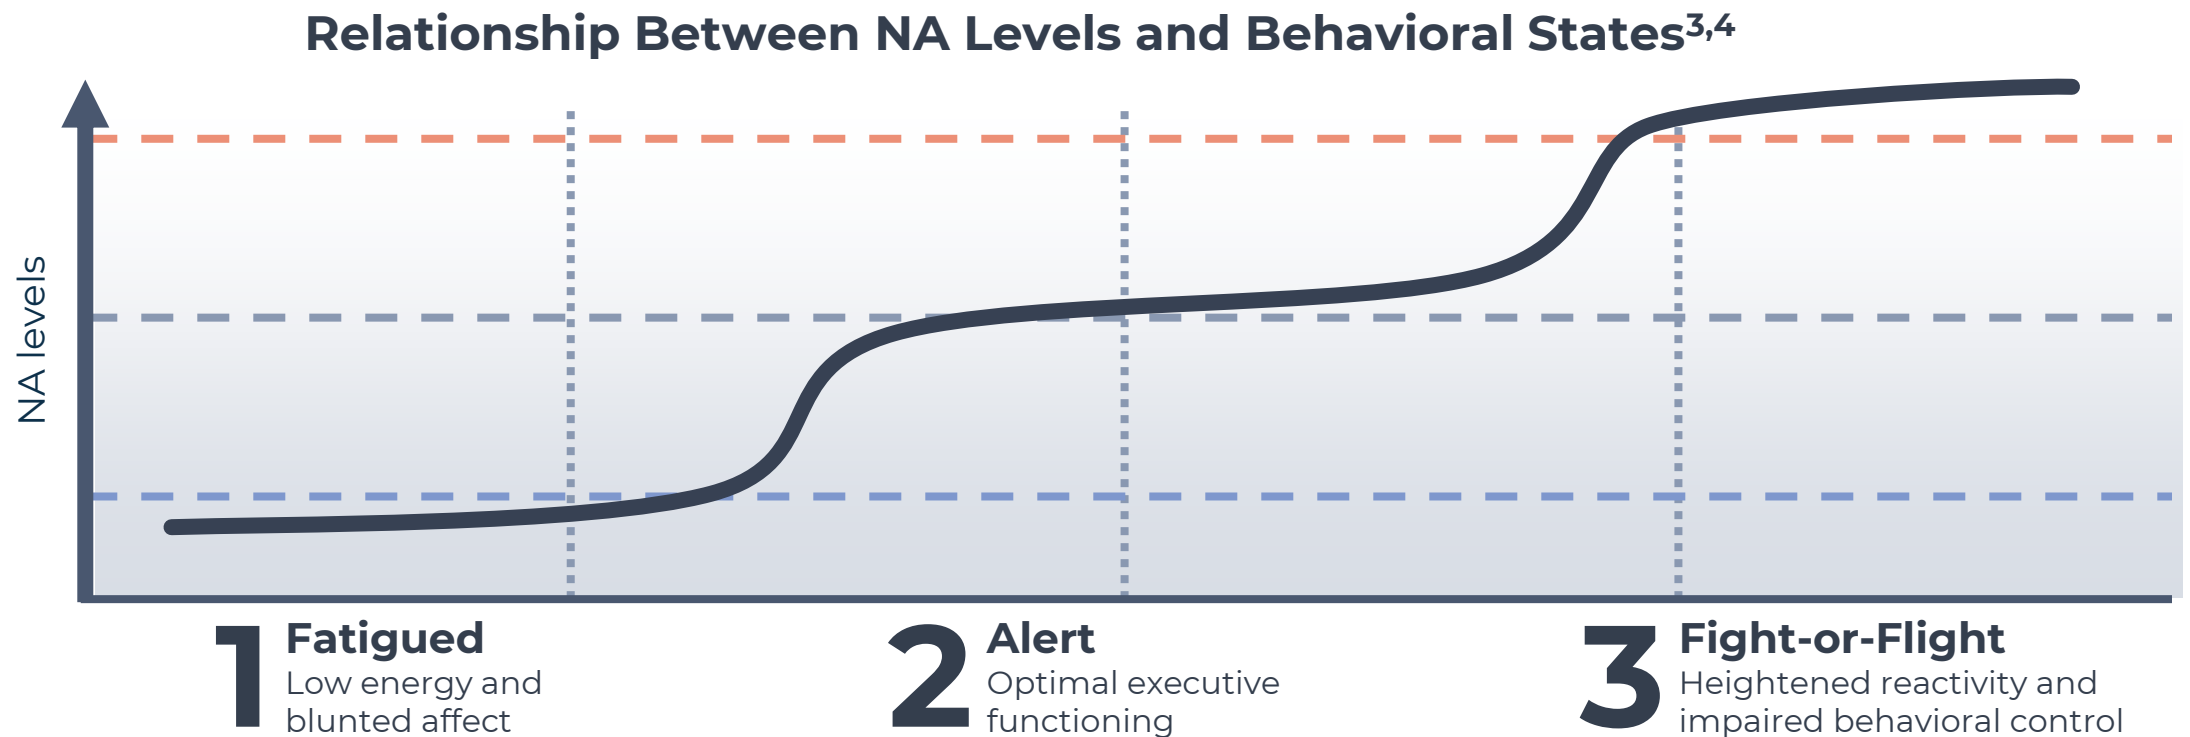 Relationship Between NA Levels and Behavioral States³,⁴
NA levels
1 Fatigued
Low energy and
blunted affect
2 Alert
Optimal executive
functioning
3 Fight-or-Flight
Heightened reactivity and
impaired behavioral control